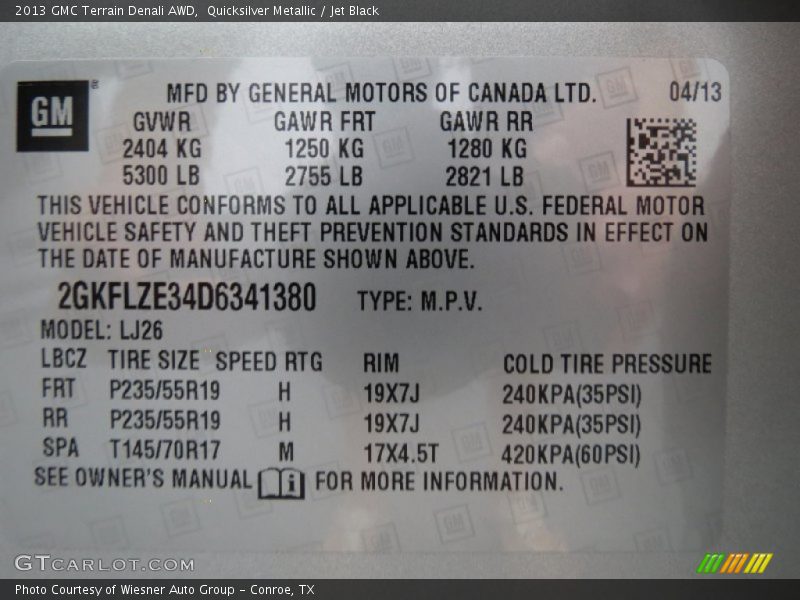 2013 GMC Terrain Denali AWD,  Quicksilver Metallic / Jet Black
GM ® MFD BY GENERAL MOTORS OF CANADA LTD. 04/13
GVWR GAWR FRT GAWR RR
2404 KG 1250 KG 1280 KG
5300 LB 2755 LB 2821 LB
THIS VEHICLE CONFORMS TO ALL APPLICABLE U.S. FEDERAL MOTOR
VEHICLE SAFETY AND THEFT PREVENTION STANDARDS IN EFFECT ON
THE DATE OF MANUFACTURE SHOWN ABOVE.
2GKFLZE34D6341380 TYPE: M.P.V.
MODEL: LJ26
LBCZ TIRE SIZE SPEED RTG RIM COLD TIRE PRESSURE
FRT P235/55R19 H 19X7J 240KPA(35PSI)
RR P235/55R19 H 19X7J 240KPA(35PSI)
SPA T145/70R17 M 17X4.5T 420KPA(60PSI)
SEE OWNER'S MANUAL i FOR MORE INFORMATION.
GTCARLOT.COM
Photo Courtesy of Wiesner Auto Group – Conroe, TX